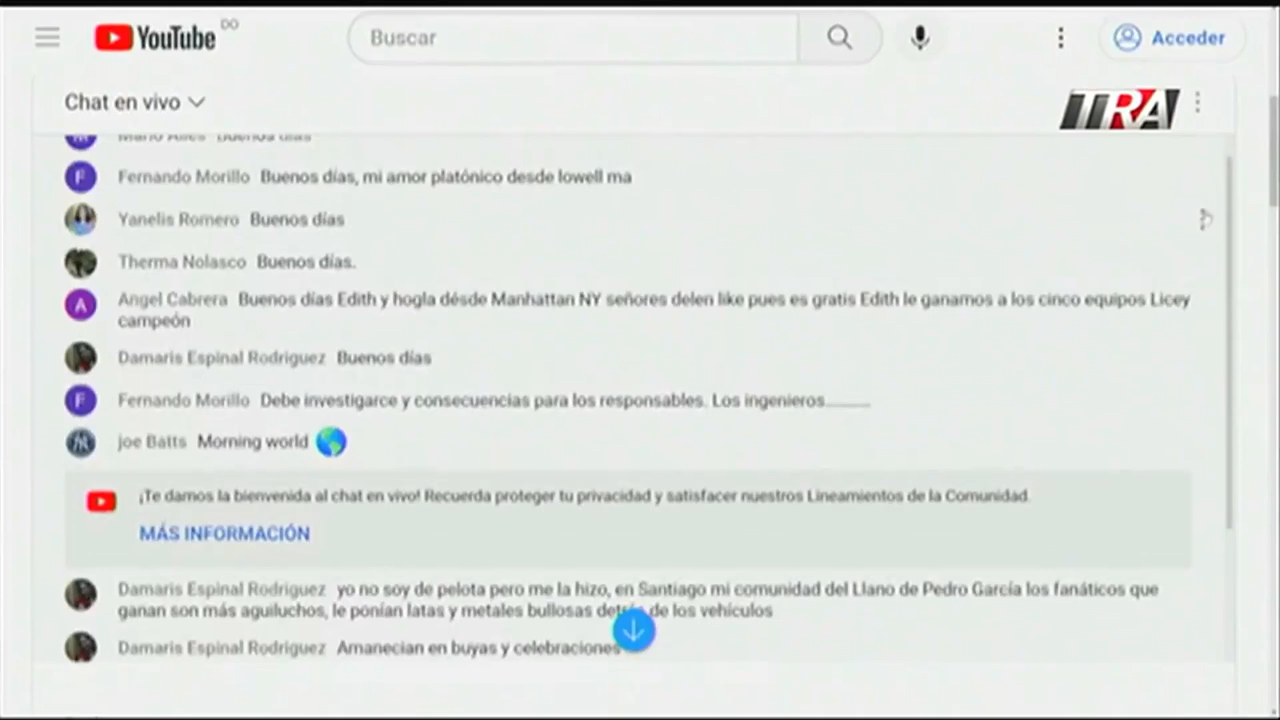 YouTube DO
Buscar
Acceder
Chat en vivo
TRA
Buenos días
Fernando Morillo Buenos días, mi amor platónico desde lowell ma
Yanelis Romero Buenos días
Therma Nolasco Buenos días.
A Angel Cabrera Buenos días Edith y hogla désde Manhattan NY señores delen like pues es gratis Edith le ganamos a los cinco equipos Licey
campeón
Damaris Espinal Rodriguez Buenos días
F Fernando Morillo Debe investigarce y consecuencias para los responsables. Los ingenieros...........
joe Batts Morning world
¡Te damos la bienvenida al chat en vivo! Recuerda proteger tu privacidad y satisfacer nuestros Lineamientos de la Comunidad.
MÁS INFORMACIÓN
Damaris Espinal Rodriguez yo no soy de pelota pero me la hizo, en Santiago mi comunidad del Llano de Pedro García los fanáticos que
ganan son más aguiluchos, le ponían latas y metales bullosas detrás de los vehículos
Damaris Espinal Rodriguez Amanecian en buyas y celebraciones